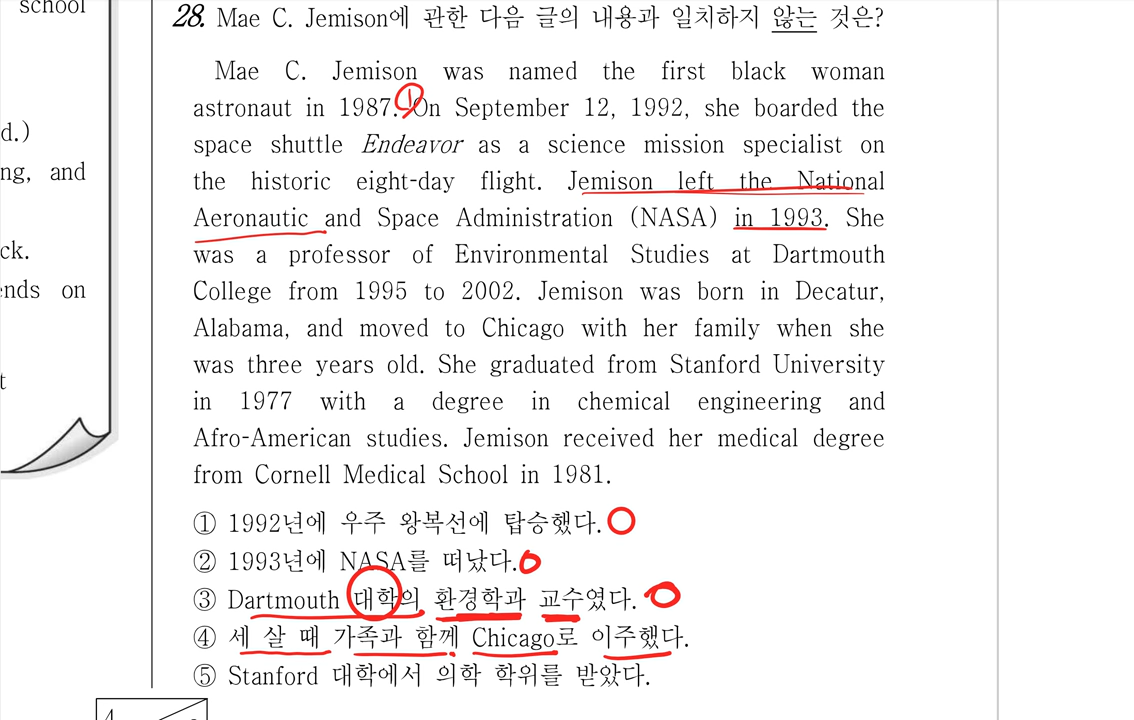 school
28. Mae C. Jemison에 관한 다음 글의 내용과 일치하지 않는 것은?
Mae C. Jemison was named the first black woman
astronaut in 1987. ① On September 12, 1992, she boarded the
d.)
space shuttle Endeavor as a science mission specialist on
ng, and
the historic eight-day flight. Jemison left the National
Aeronautic and Space Administration (NASA) in 1993. She
ck.
was a professor of Environmental Studies at Dartmouth
ends on
College from 1995 to 2002. Jemison was born in Decatur,
Alabama, and moved to Chicago with her family when she
was three years old. She graduated from Stanford University
t
in 1977 with a degree in chemical engineering and
Afro-American studies. Jemison received her medical degree
from Cornell Medical School in 1981.
① 1992년에 우주 왕복선에 탑승했다.
② 1993년에 NASA를 떠났다.
③ Dartmouth 대학의 환경학과 교수였다.
④ 세 살 때 가족과 함께 Chicago로 이주했다.
⑤ Stanford 대학에서 의학 학위를 받았다.